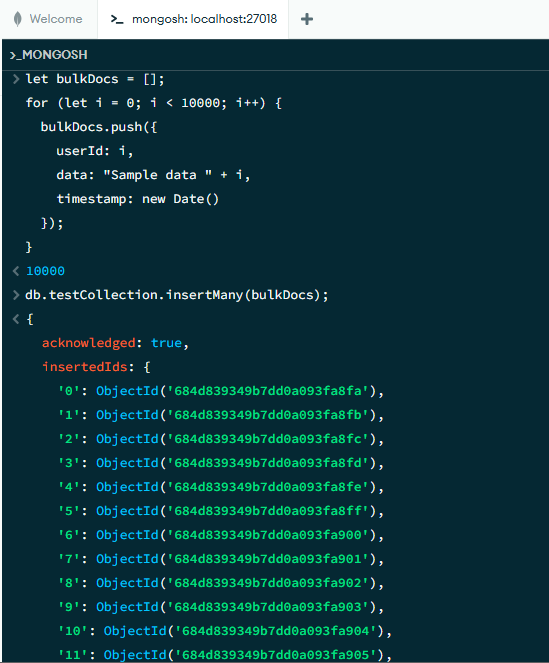 Welcome
>_ mongosh: localhost:27018 +
>_MONGOSH
> let bulkDocs = [];
for (let i = 0; i < 10000; i++) {
  bulkDocs.push({
    userId: i,
    data: "Sample data " + i,
    timestamp: new Date()
  });
}
< 10000
> db.testCollection.insertMany(bulkDocs);
< {
  acknowledged: true,
  insertedIds: {
    '0': ObjectId('684d839349b7dd0a093fa8fa'),
    '1': ObjectId('684d839349b7dd0a093fa8fb'),
    '2': ObjectId('684d839349b7dd0a093fa8fc'),
    '3': ObjectId('684d839349b7dd0a093fa8fd'),
    '4': ObjectId('684d839349b7dd0a093fa8fe'),
    '5': ObjectId('684d839349b7dd0a093fa8ff'),
    '6': ObjectId('684d839349b7dd0a093fa900'),
    '7': ObjectId('684d839349b7dd0a093fa901'),
    '8': ObjectId('684d839349b7dd0a093fa902'),
    '9': ObjectId('684d839349b7dd0a093fa903'),
    '10': ObjectId('684d839349b7dd0a093fa904'),
    '11': ObjectId('684d839349b7dd0a093fa905'),